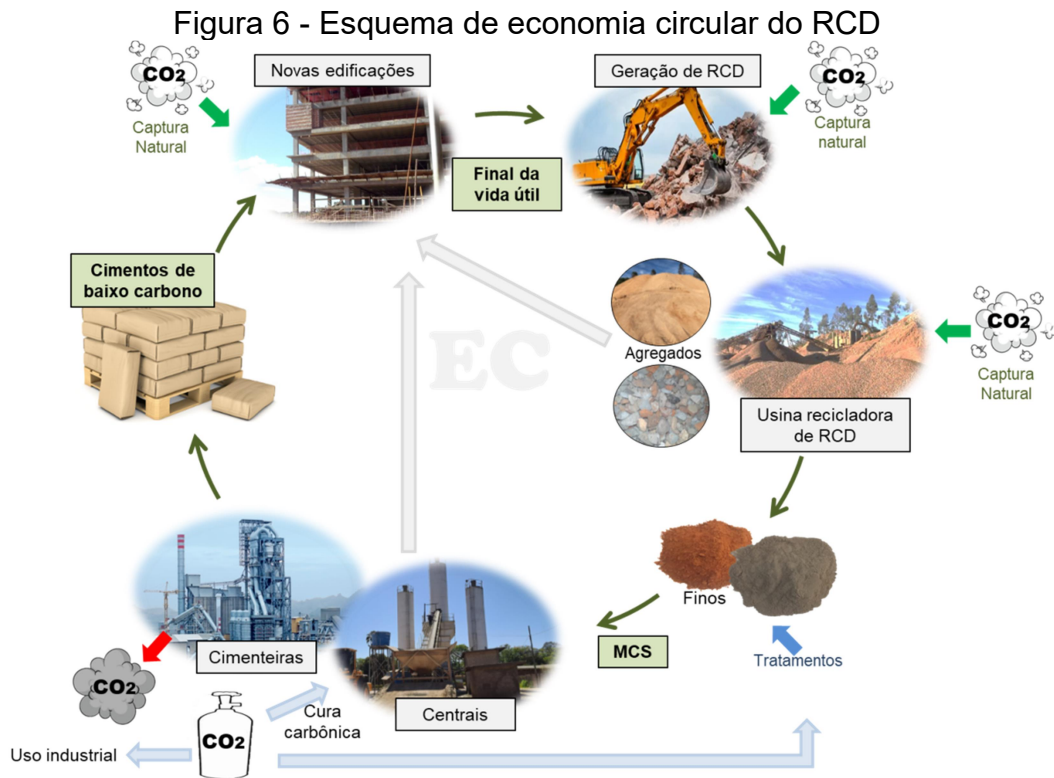 Figura 6 - Esquema de economia circular do RCD
CO2
Captura
Natural
Novas edificações
Geração de RCD
CO2
Captura
natural
Final da
vida útil
Cimentos de
baixo carbono
EC
Agregados
CO2
Captura
Natural
Usina recicladora
de RCD
Finos
MCS
Tratamentos
Cimenteiras
CO2
Centrais
Cura
carbônica
CO2
Uso industrial